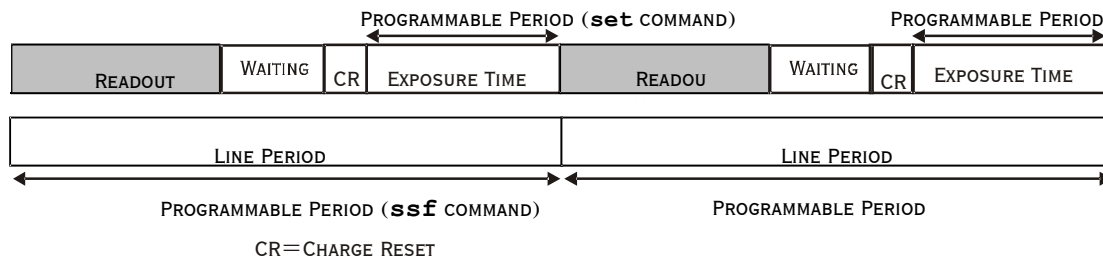 PROGRAMMABLE PERIOD (set COMMAND) PROGRAMMABLE PERIOD
READOUT WAITING CR EXPOSURE TIME READOU WAITING CR EXPOSURE TIME
LINE PERIOD LINE PERIOD
PROGRAMMABLE PERIOD (ssf COMMAND) PROGRAMMABLE PERIOD
CR=CHARGE RESET